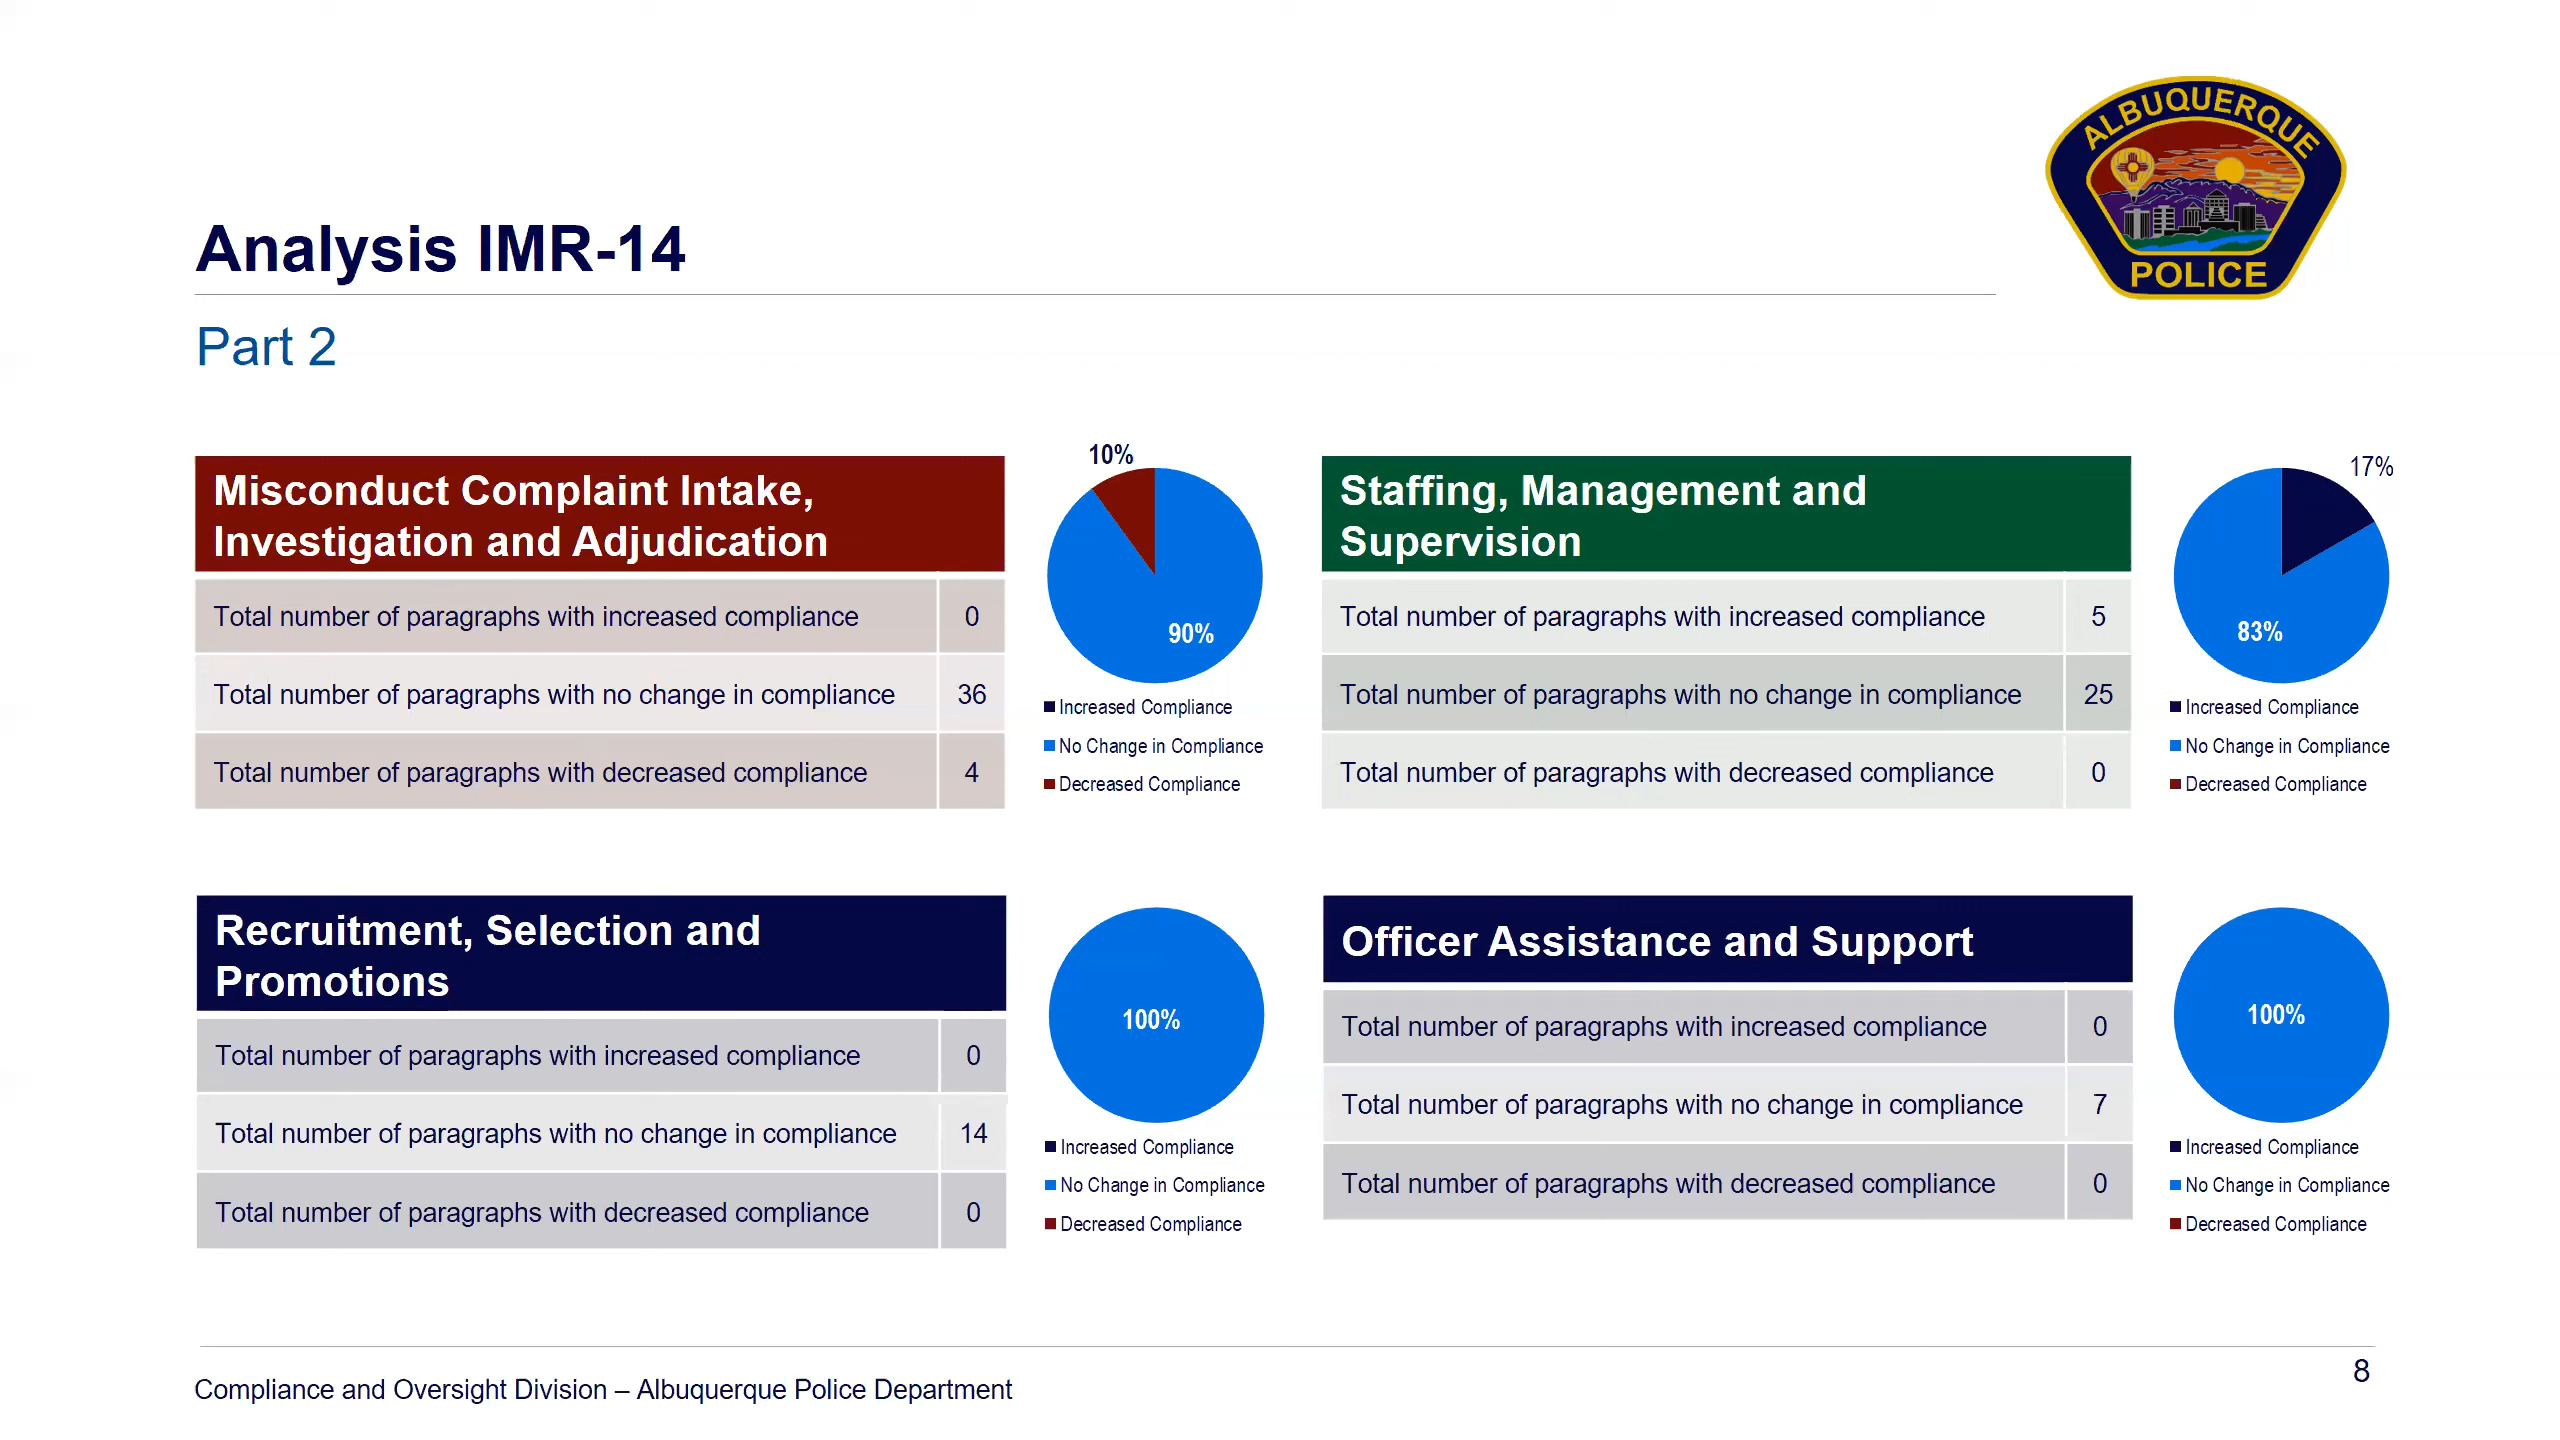 ALBUQUERQUE
POLICE
Analysis IMR-14
Part 2
Misconduct Complaint Intake,
Investigation and Adjudication
Total number of paragraphs with increased compliance 0
Total number of paragraphs with no change in compliance 36
Total number of paragraphs with decreased compliance 4
10%
90%
Increased Compliance
No Change in Compliance
Decreased Compliance
Staffing, Management and
Supervision
Total number of paragraphs with increased compliance 5
Total number of paragraphs with no change in compliance 25
Total number of paragraphs with decreased compliance 0
17%
83%
Increased Compliance
No Change in Compliance
Decreased Compliance
Recruitment, Selection and
Promotions
Total number of paragraphs with increased compliance 0
Total number of paragraphs with no change in compliance 14
Total number of paragraphs with decreased compliance 0
100%
Increased Compliance
No Change in Compliance
Decreased Compliance
Officer Assistance and Support
Total number of paragraphs with increased compliance 0
Total number of paragraphs with no change in compliance 7
Total number of paragraphs with decreased compliance 0
100%
Increased Compliance
No Change in Compliance
Decreased Compliance
Compliance and Oversight Division – Albuquerque Police Department
8